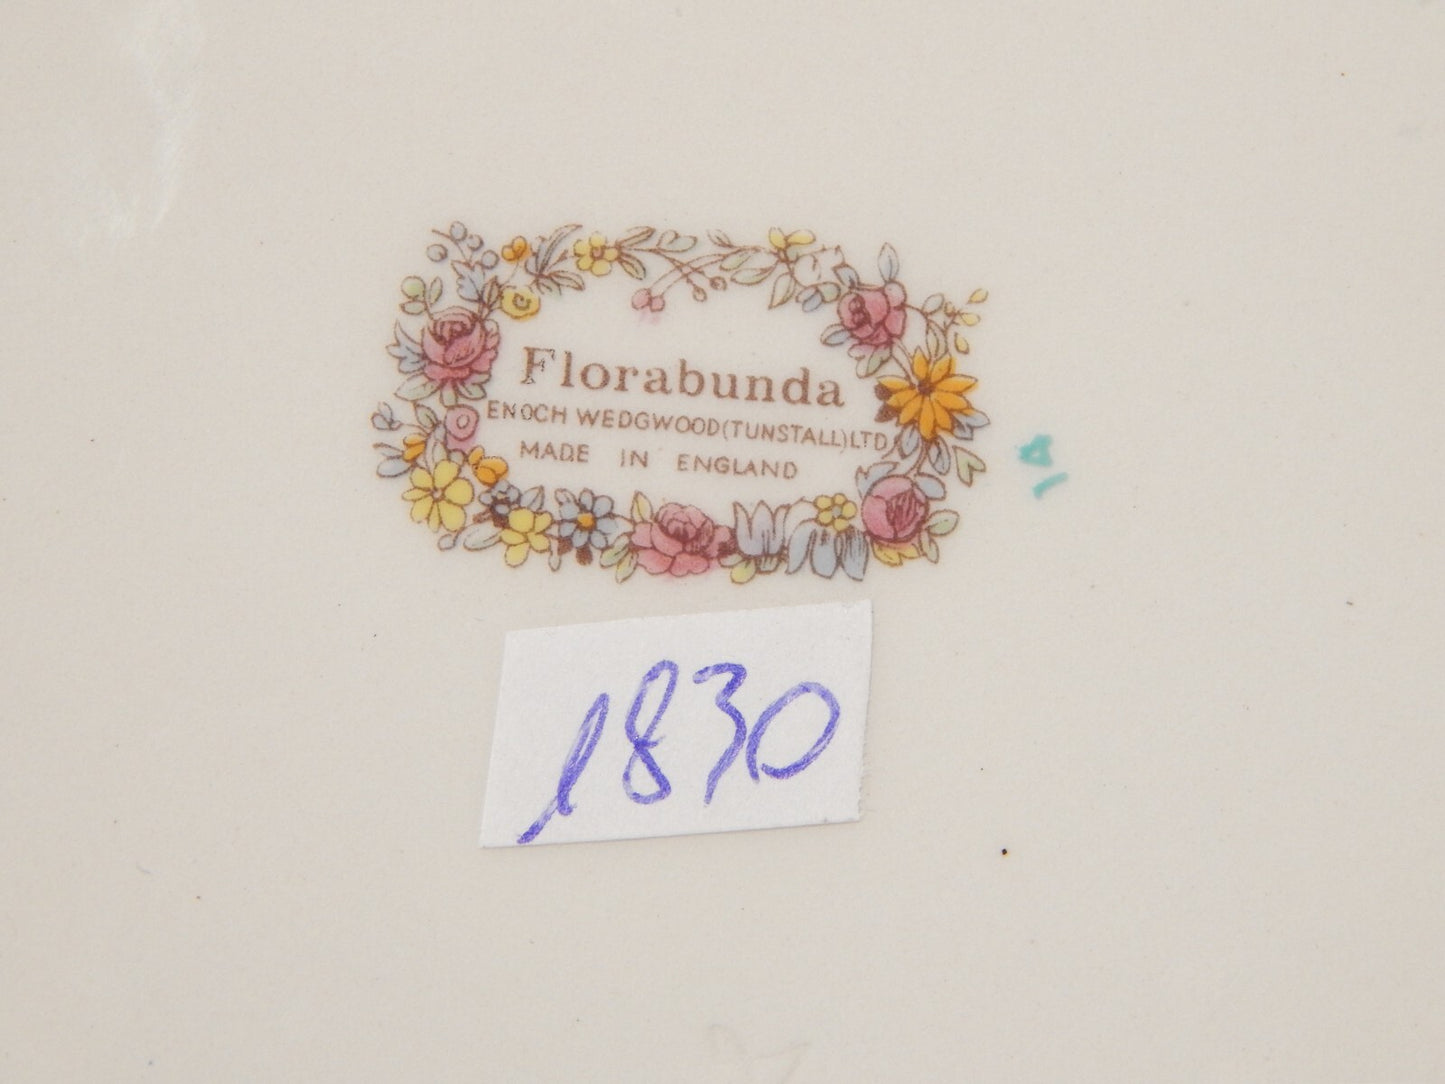 Florabunda
ENOCH WEDGWOOD (TUNSTALL) LTD
MADE IN ENGLAND
1830